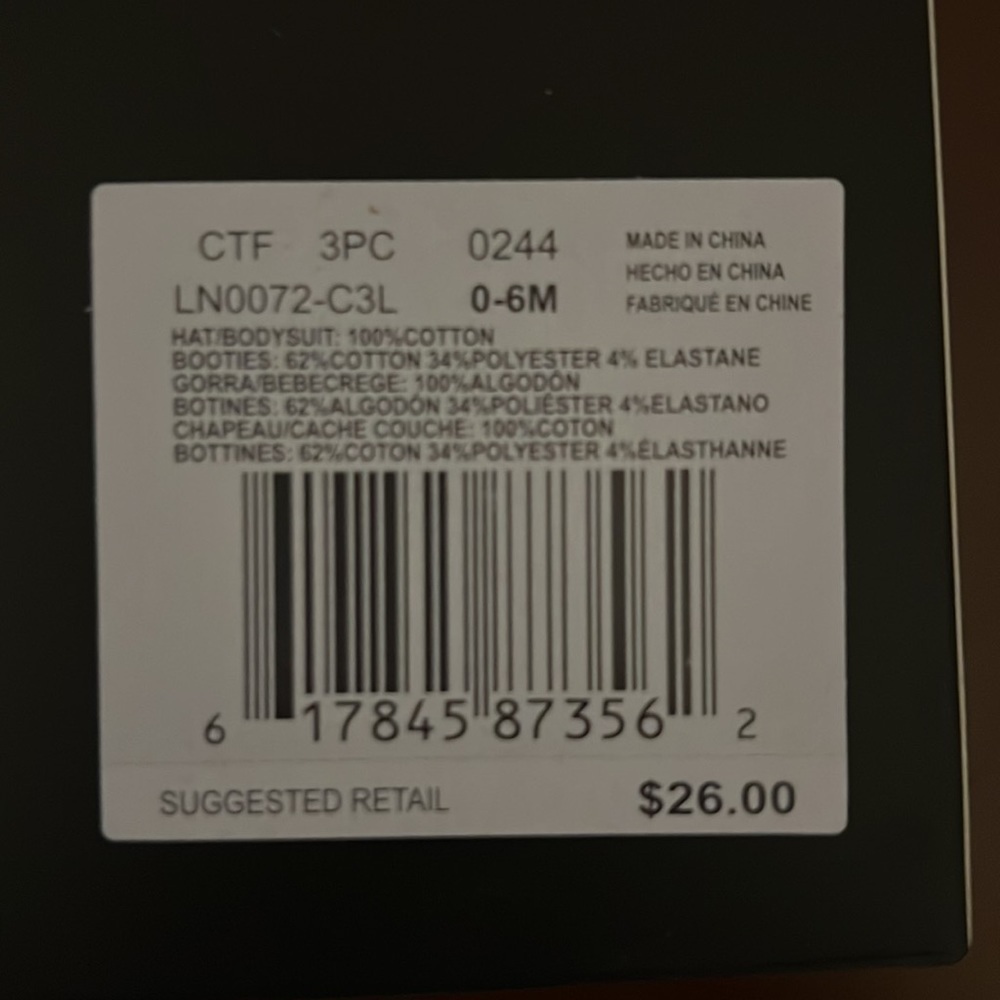 CTF 3PC 0244 MADE IN CHINA
HECHO EN CHINA
LN0072-C3L 0-6M FABRIQUÉ EN CHINE
HAT/BODYSUIT: 100%COTTON
BOOTIES: 62%COTTON 34%POLYESTER 4% ELASTANE
GORRA/BEBECREGE: 100%ALGODÓN
BOTINES: 62%ALGODÓN 34%POLIÉSTER 4%ELASTANO
CHAPEAU/CACHE COUCHE: 100%COTON
BOTTINES: 62%COTON 34%POLYESTER 4%ÉLASTHANNE
6 17845 87356 2
SUGGESTED RETAIL $26.00